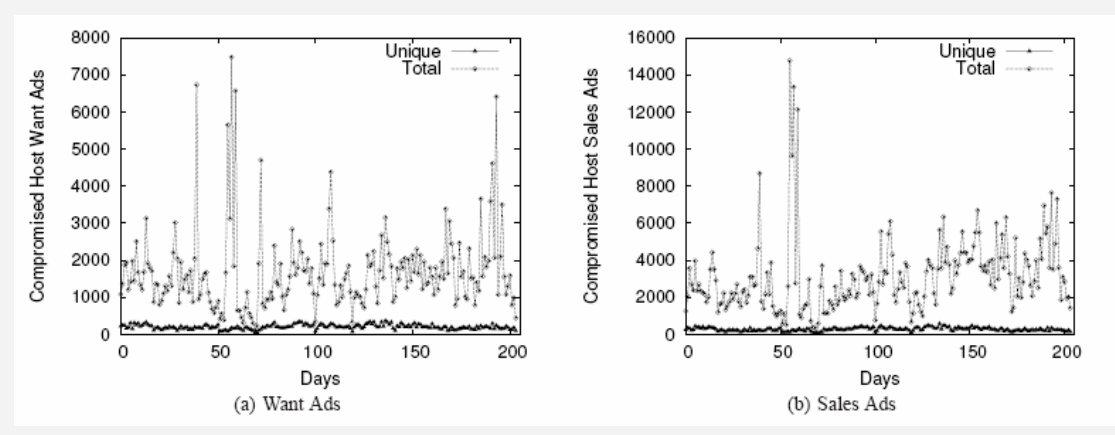 Compromised Host Want Ads
8000
7000
6000
5000
4000
3000
2000
1000
0
Unique
Total
0 50 100 150 200
Days
(a) Want Ads
Compromised Host Sales Ads
16000
14000
12000
10000
8000
6000
4000
2000
0
Unique
Total
0 50 100 150 200
Days
(b) Sales Ads